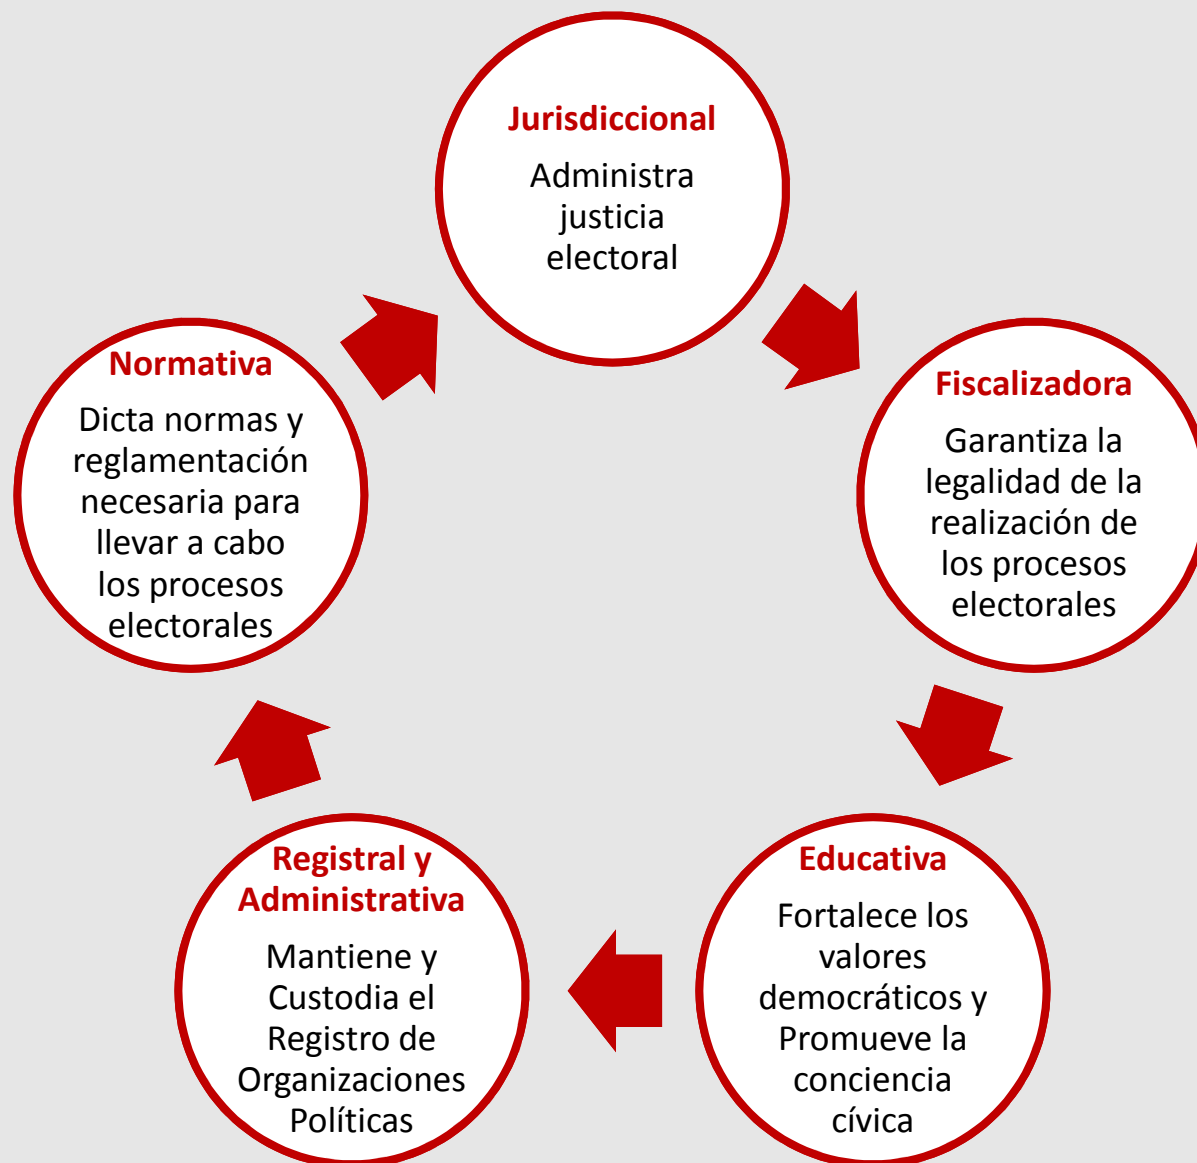 Jurisdiccional
Administra
justicia
electoral
Fiscalizadora
Garantiza la
legalidad de la
realización de
los procesos
electorales
Educativa
Fortalece los
valores
democráticos y
Promueve la
conciencia
cívica
Registral y
Administrativa
Mantiene y
Custodia el
Registro de
Organizaciones
Políticas
Normativa
Dicta normas y
reglamentación
necesaria para
llevar a cabo
los procesos
electorales